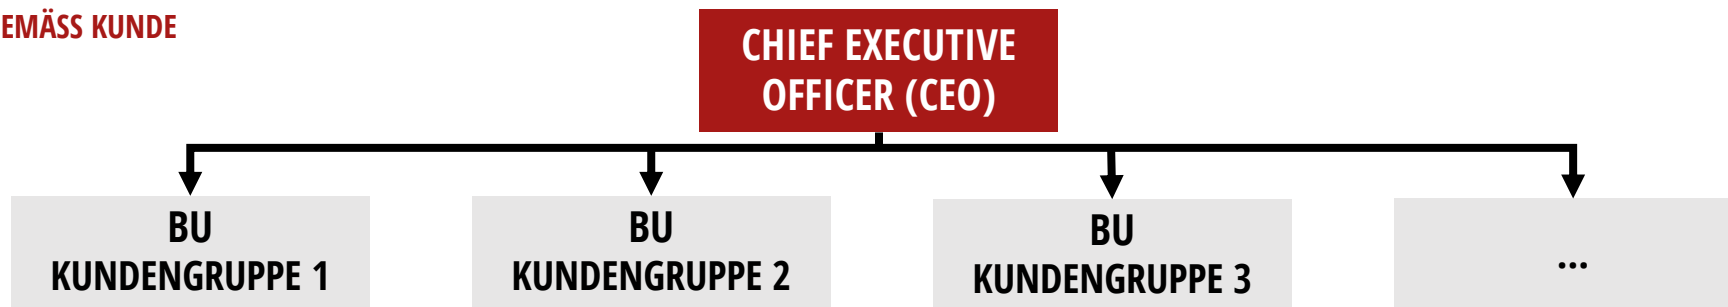 EMÄSS KUNDE
CHIEF EXECUTIVE
OFFICER (CEO)
BU
KUNDENGRUPPE 1
BU
KUNDENGRUPPE 2
BU
KUNDENGRUPPE 3
...